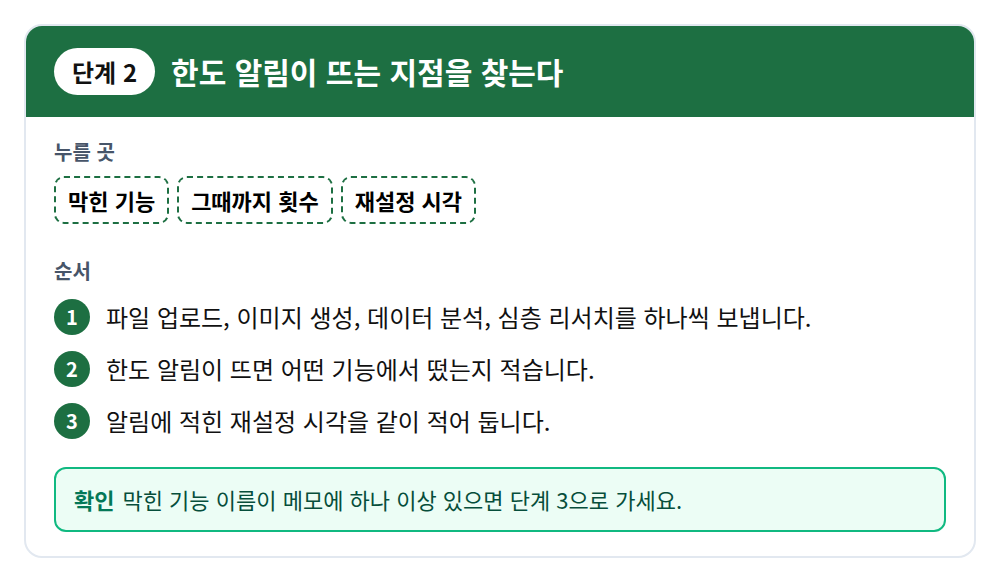 단계 2 한도 알림이 뜨는 지점을 찾는다
누를 곳
막힌 기능 그때까지 횟수 재설정 시각
순서
1 파일 업로드, 이미지 생성, 데이터 분석, 심층 리서치를 하나씩 보냅니다.
2 한도 알림이 뜨면 어떤 기능에서 떴는지 적습니다.
3 알림에 적힌 재설정 시각을 같이 적어 둡니다.
확인 막힌 기능 이름이 메모에 하나 이상 있으면 단계 3으로 가세요.